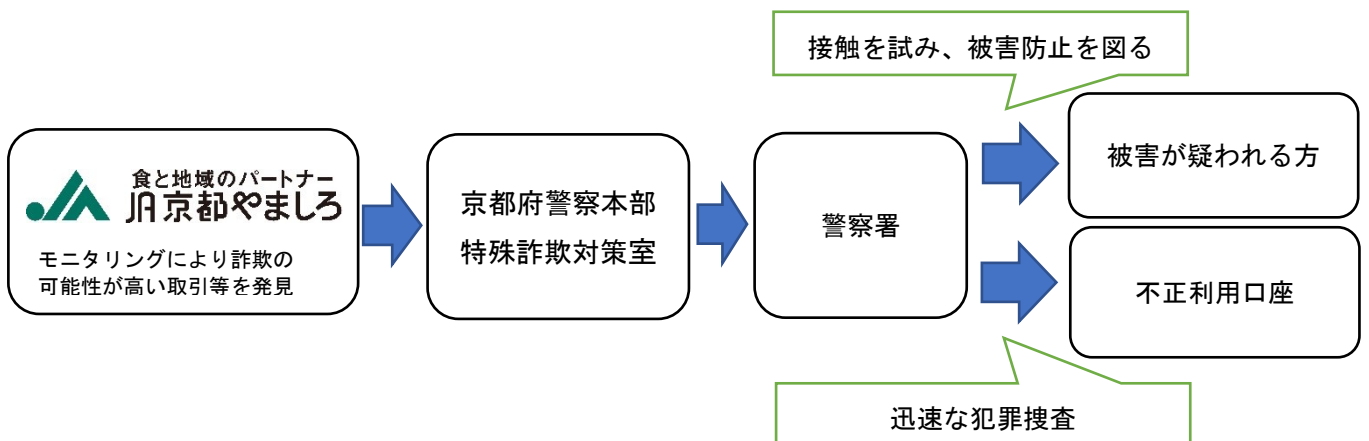 接触を試み、被害防止を図る
食と地域のパートナー
JA京都やましろ
モニタリングにより詐欺の
可能性が高い取引等を発見
京都府警察本部
特殊詐欺対策室
警察署
被害が疑われる方
不正利用口座
迅速な犯罪捜査